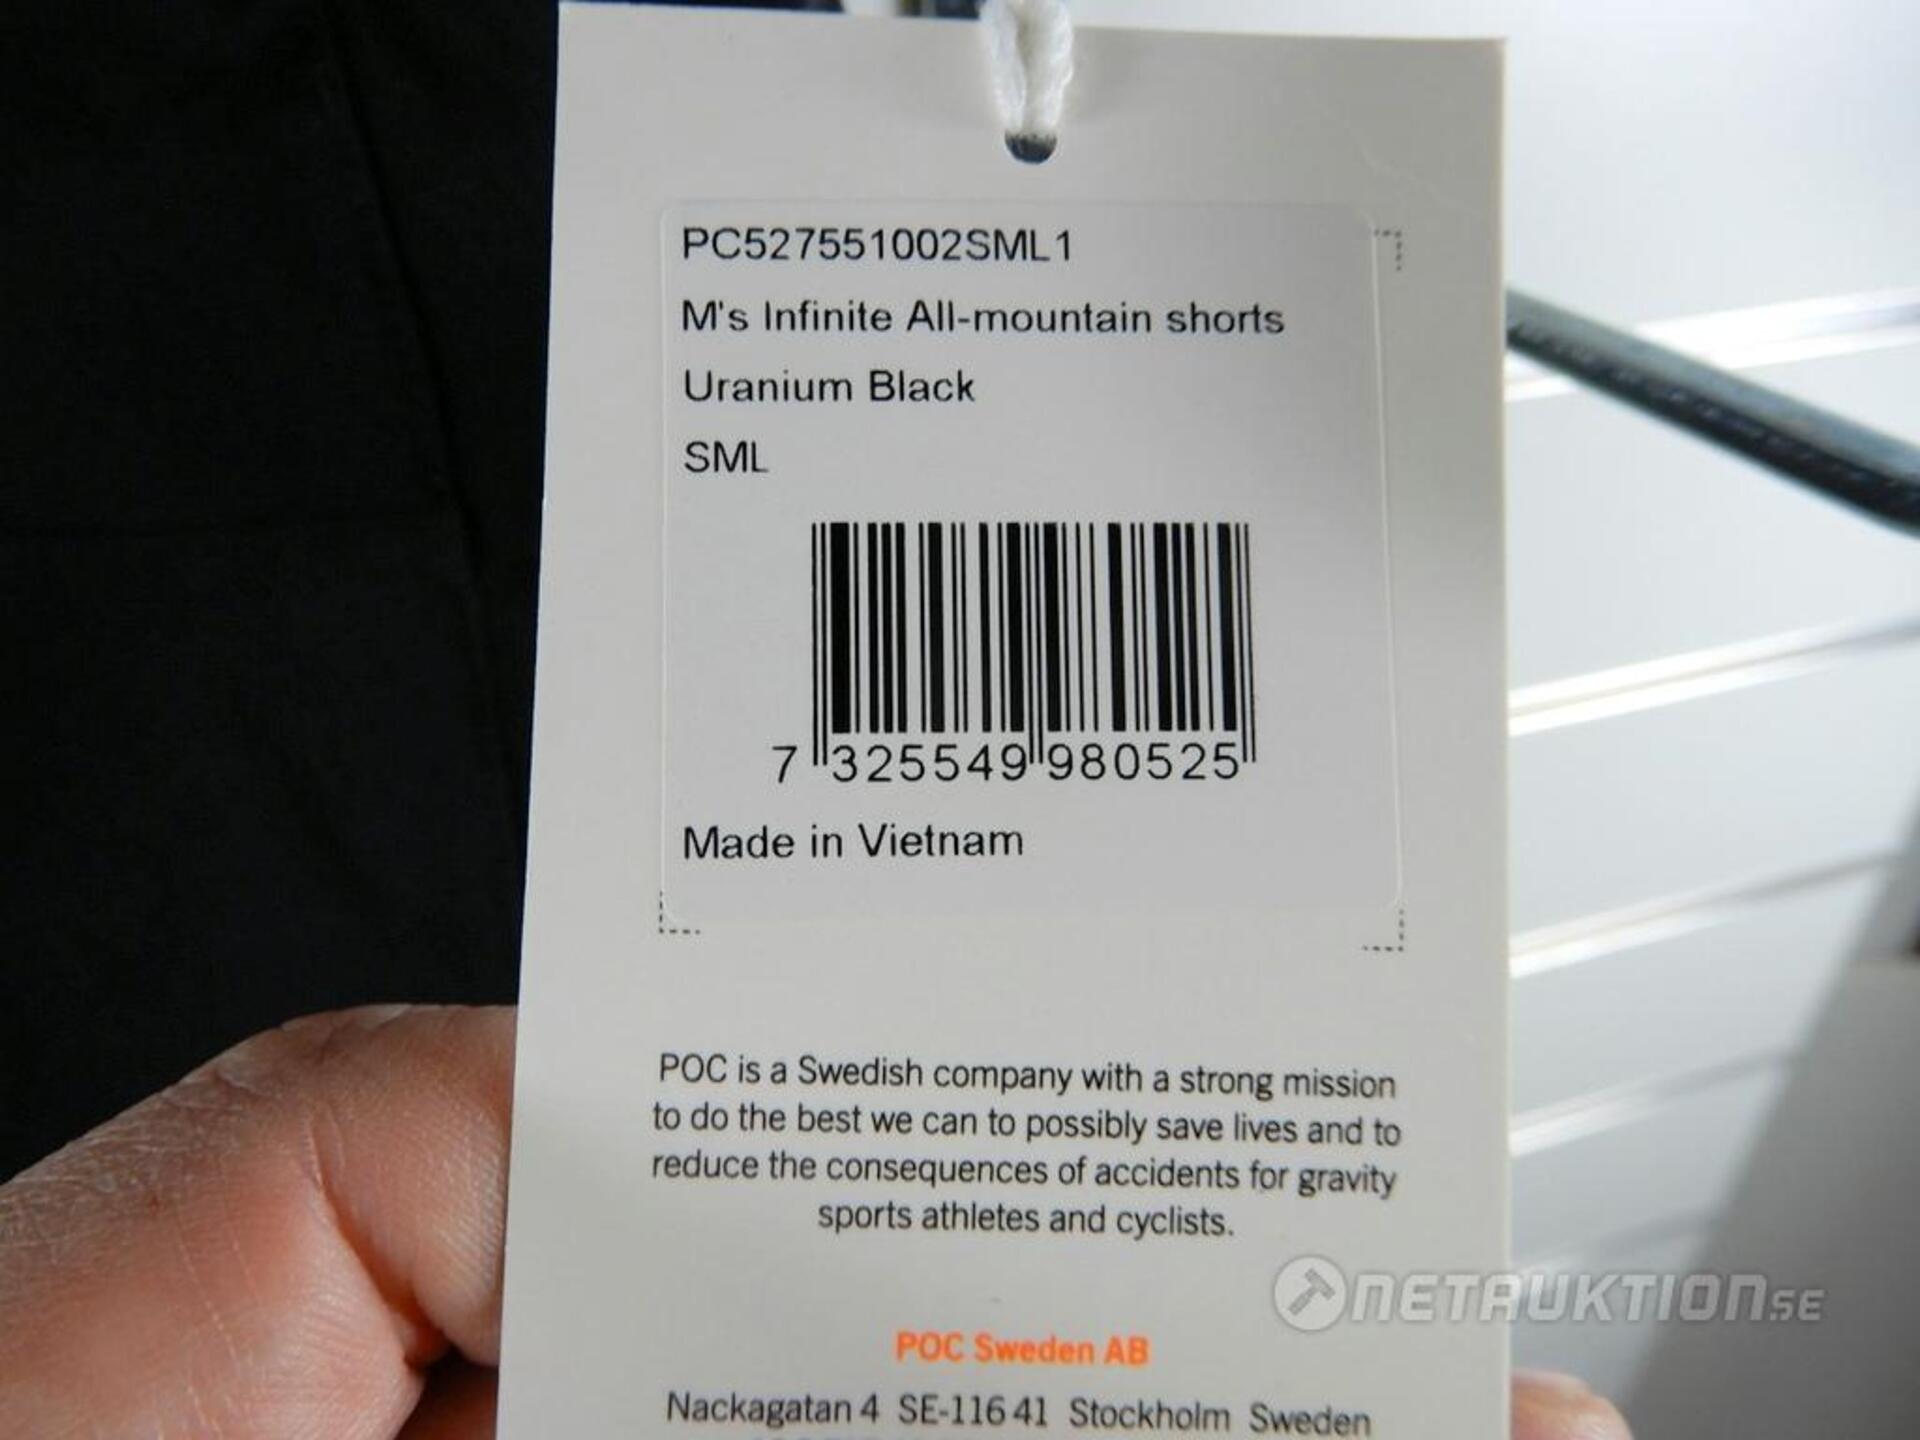 PC527551002SML1
M's Infinite All-mountain shorts
Uranium Black
SML
7 325549 980525
Made in Vietnam
POC is a Swedish company with a strong mission
to do the best we can to possibly save lives and to
reduce the consequences of accidents for gravity
sports athletes and cyclists.
NETAUKTION.SE
POC Sweden AB
Nackagatan 4 SE-116 41 Stockholm Sweden